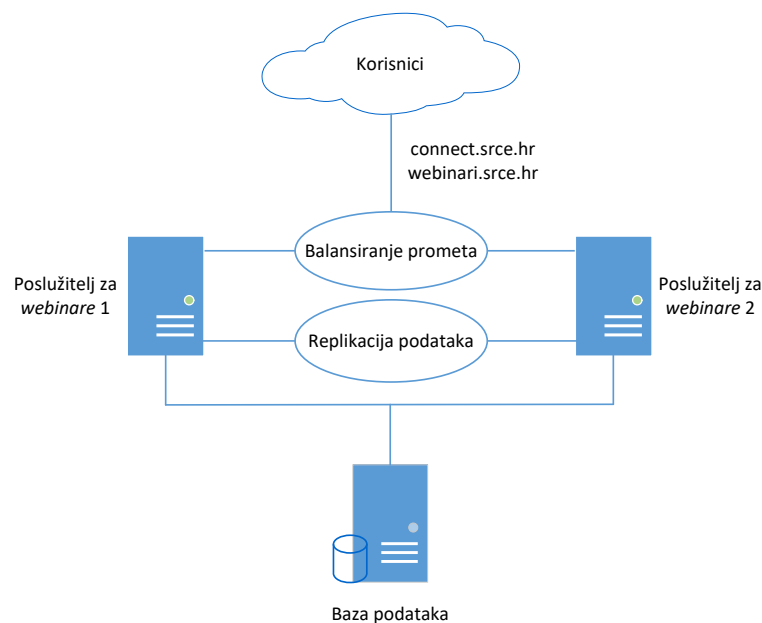 Korisnici
connect.srce.hr
webinari.srce.hr
Balansiranje prometa
Poslužitelj za
webinare 1
Poslužitelj za
webinare 2
Replikacija podataka
Baza podataka